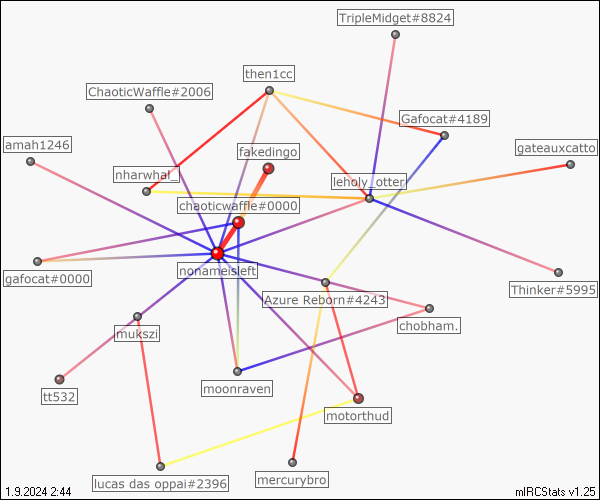 TripleMidget#8824
then1cc
ChaoticWaffle#2006
Gafocat#4189
amah1246
fakedingo
gateauxcatto
nharwhal_
leholy_otter
chaoticwaffle#0000
nonameisleft
gafocat#0000
Thinker#5995
Azure Reborn#4243
chobham.
mukszi
moonraven
tt532
motorthud
lucas das oppai#2396
mercurybro
1.9.2024 2:44
mIRCStats v1.25